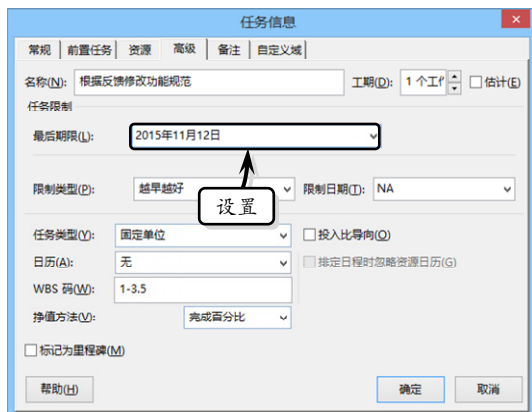 任务信息
常规 前置任务 资源 高级 备注 自定义域
名称(N): 根据反馈修改功能规范 工期(D): 1 个工作 估计(E)
任务限制
最后期限(L): 2015年11月12日
限制类型(P): 越早越好 限制日期(T): NA
设置
任务类型(Y): 固定单位 投入比导向(O)
日历(A): 无 排定日程时忽略资源日历(G)
WBS 码(W): 1-3.5
挣值方法(V): 完成百分比
标记为里程碑(M)
帮助(H) 确定 取消